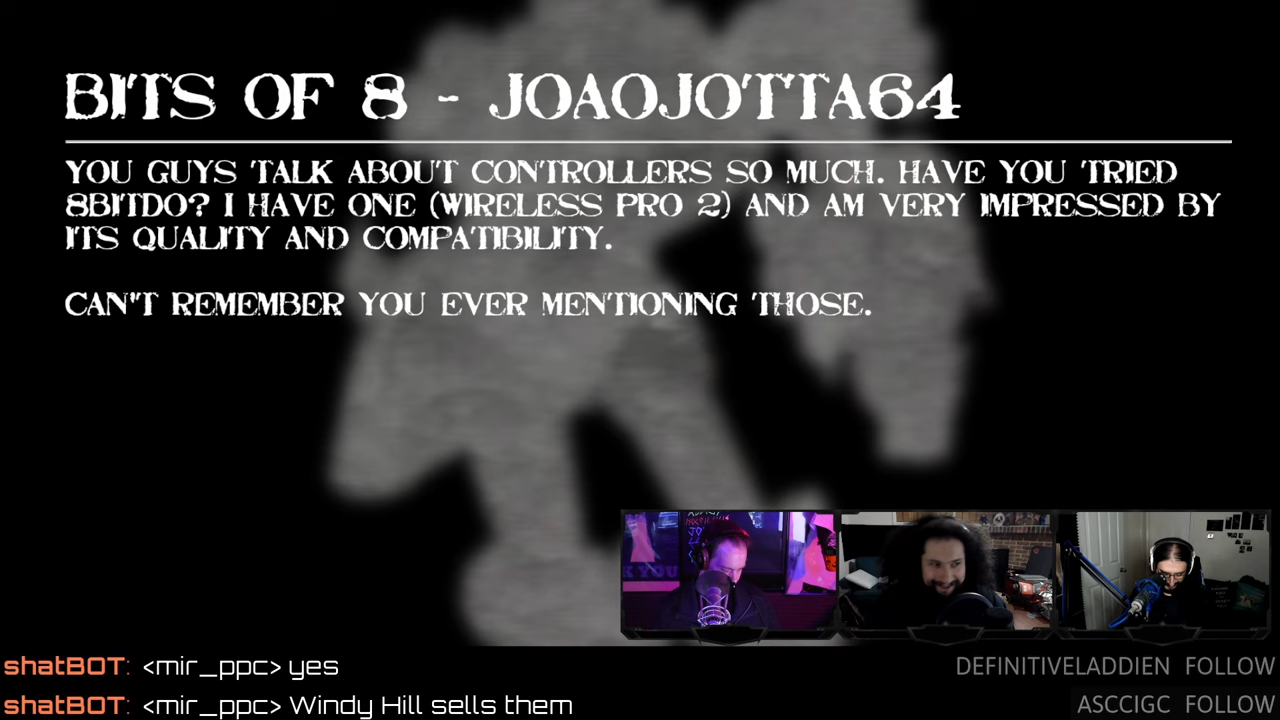 BITS OF 8 - JOAOJOTTA64
YOU GUYS TALK ABOUT CONTROLLERS SO MUCH. HAVE YOU TRIED
8BITDO? I HAVE ONE (WIRELESS PRO 2) AND AM VERY IMPRESSED BY
ITS QUALITY AND COMPATIBILITY.
CAN'T REMEMBER YOU EVER MENTIONING THOSE.
shatBOT: <mir_ppc> yes
DEFINITIVELADDIEN FOLLOW
shatBOT: <mir_ppc> Windy Hill sells them
ASCCIGC FOLLOW